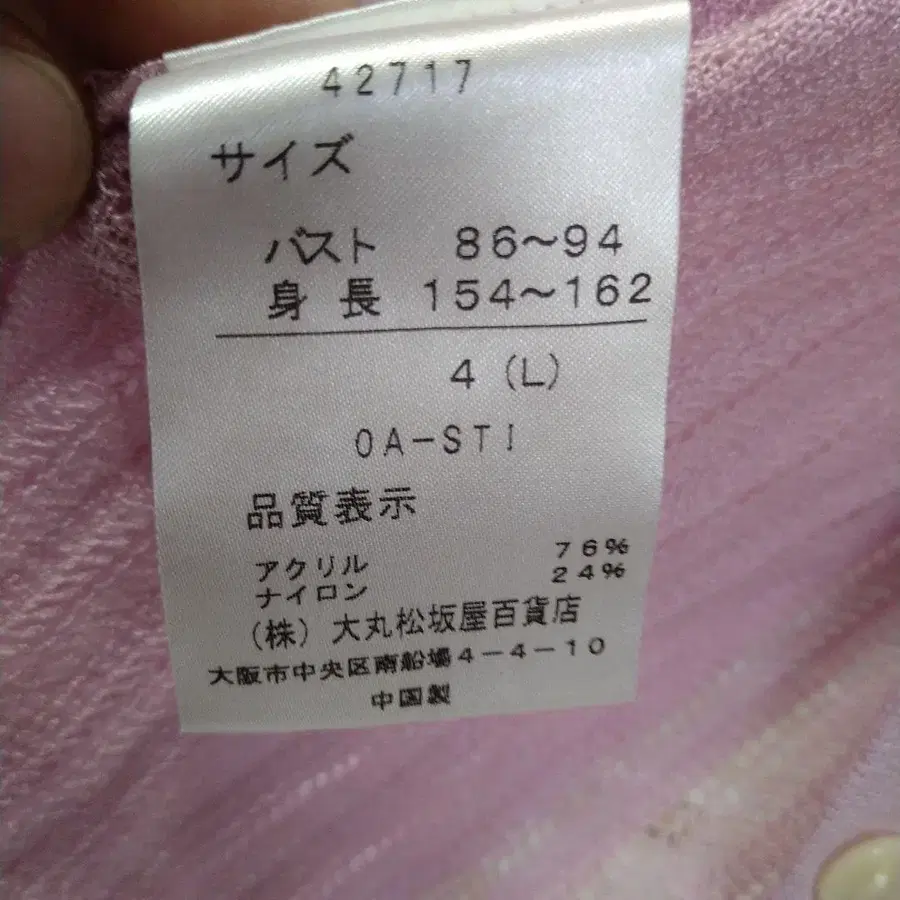 42717
サイズ
バスト 86～94
身長 154～162
4(L)
OA-STI
品質表示
アクリル 76%
ナイロン 24%
(株)大丸松坂屋百貨店
大阪市中央区南船場4-4-10
中国製